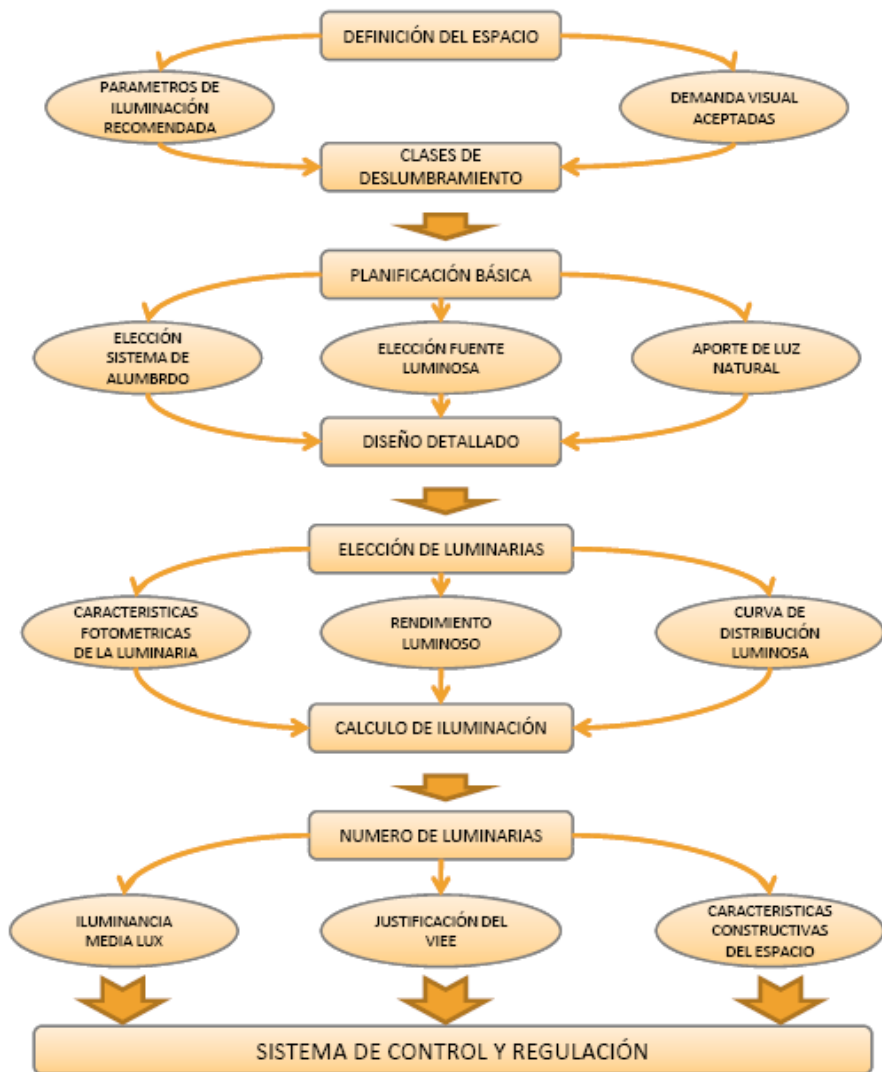 DEFINICIÓN DEL ESPACIO
PARAMETROS DE
ILUMINACIÓN
RECOMENDADA
DEMANDA VISUAL
ACEPTADAS
CLASES DE
DESLUMBRAMIENTO
PLANIFICACIÓN BÁSICA
ELECCIÓN
SISTEMA DE
ALUMBRDO
ELECCIÓN FUENTE
LUMINOSA
APORTE DE LUZ
NATURAL
DISEÑO DETALLADO
ELECCIÓN DE LUMINARIAS
CARACTERISTICAS
FOTOMETRICAS
DE LA LUMINARIA
RENDIMIENTO
LUMINOSO
CURVA DE
DISTRIBUCIÓN
LUMINOSA
CALCULO DE ILUMINACIÓN
NUMERO DE LUMINARIAS
ILUMINANCIA
MEDIA LUX
JUSTIFICACIÓN DEL
VIEE
CARACTERISTICAS
CONSTRUCTIVAS
DEL ESPACIO
SISTEMA DE CONTROL Y REGULACIÓN